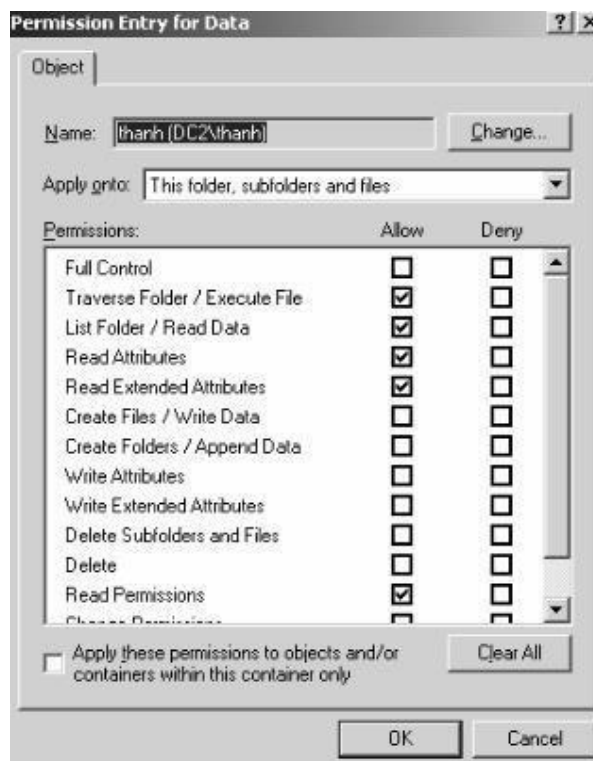 Permission Entry for Data
Object
Name: thanh (DC2\thanh) Change...
Apply onto: This folder, subfolders and files
Permissions: Allow Deny
Full Control
Traverse Folder / Execute File
List Folder / Read Data
Read Attributes
Read Extended Attributes
Create Files / Write Data
Create Folders / Append Data
Write Attributes
Write Extended Attributes
Delete Subfolders and Files
Delete
Read Permissions
Change Permissions
Apply these permissions to objects and/or
containers within this container only
Clear All
OK Cancel